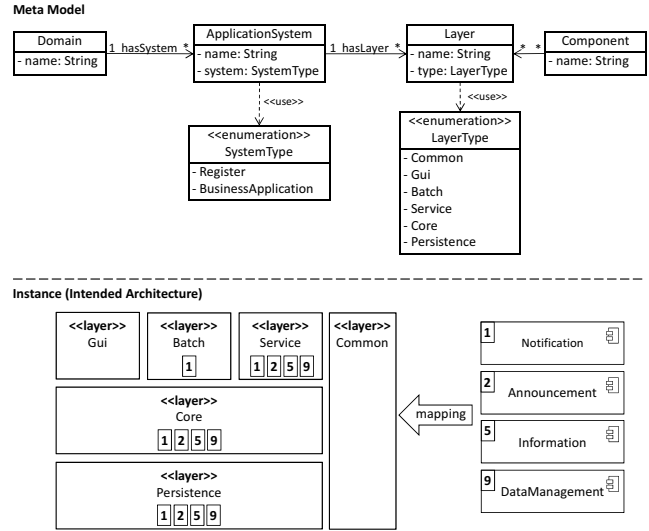 Meta Model
Domain
- name: String
1 hasSystem *
ApplicationSystem
- name: String
- system: SystemType
1 hasLayer *
Layer
- name: String
- type: LayerType
* *
Component
- name: String
<<use>>
<<use>>
<<enumeration>>
SystemType
- Register
- BusinessApplication
<<enumeration>>
LayerType
- Common
- Gui
- Batch
- Service
- Core
- Persistence
Instance (Intended Architecture)
<<layer>>
Gui
<<layer>>
Batch
1
<<layer>>
Service
1 2 5 9
<<layer>>
Common
<<layer>>
Core
1 2 5 9
<<layer>>
Persistence
1 2 5 9
mapping
1
Notification
2
Announcement
5
Information
9
DataManagement